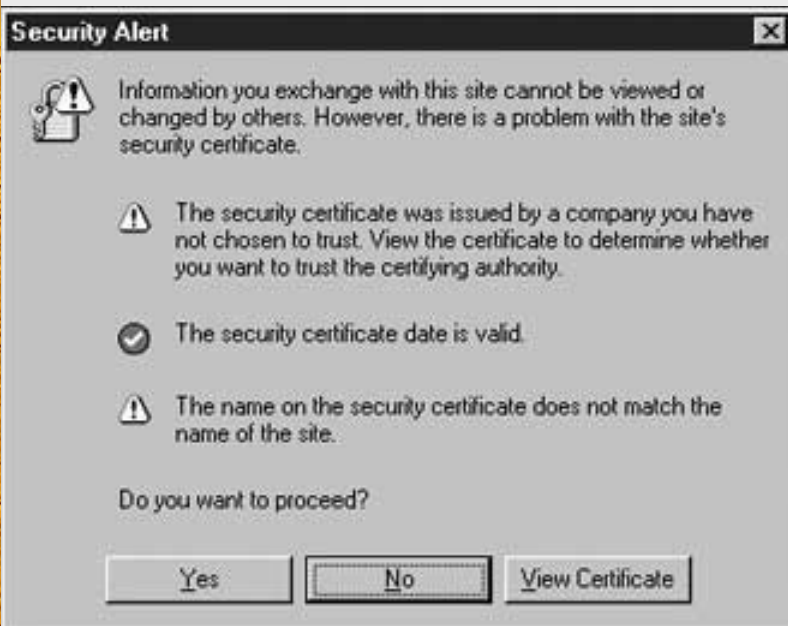 Security Alert
Information you exchange with this site cannot be viewed or
changed by others. However, there is a problem with the site's
security certificate.
The security certificate was issued by a company you have
not chosen to trust. View the certificate to determine whether
you want to trust the certifying authority.
The security certificate date is valid.
The name on the security certificate does not match the
name of the site.
Do you want to proceed?
Yes No View Certificate